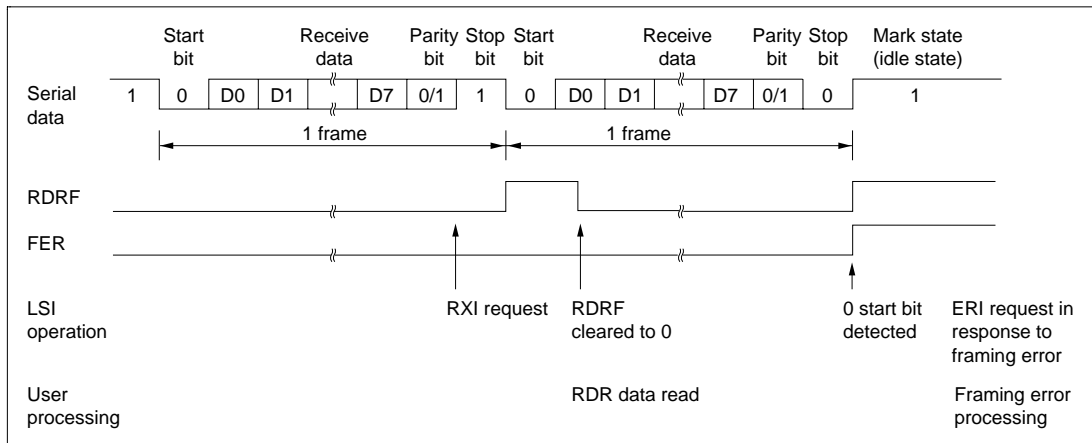 Start bit
Receive data
Parity bit
Stop bit
Start bit
Receive data
Parity bit
Stop bit
Mark state (idle state)
Serial data
1 0 D0 D1 D7 0/1 1 0 D0 D1 D7 0/1 0 1
1 frame 1 frame
RDRF
FER
LSI operation
RXI request
RDRF cleared to 0
0 start bit detected
ERI request in response to framing error
User processing
RDR data read
Framing error processing